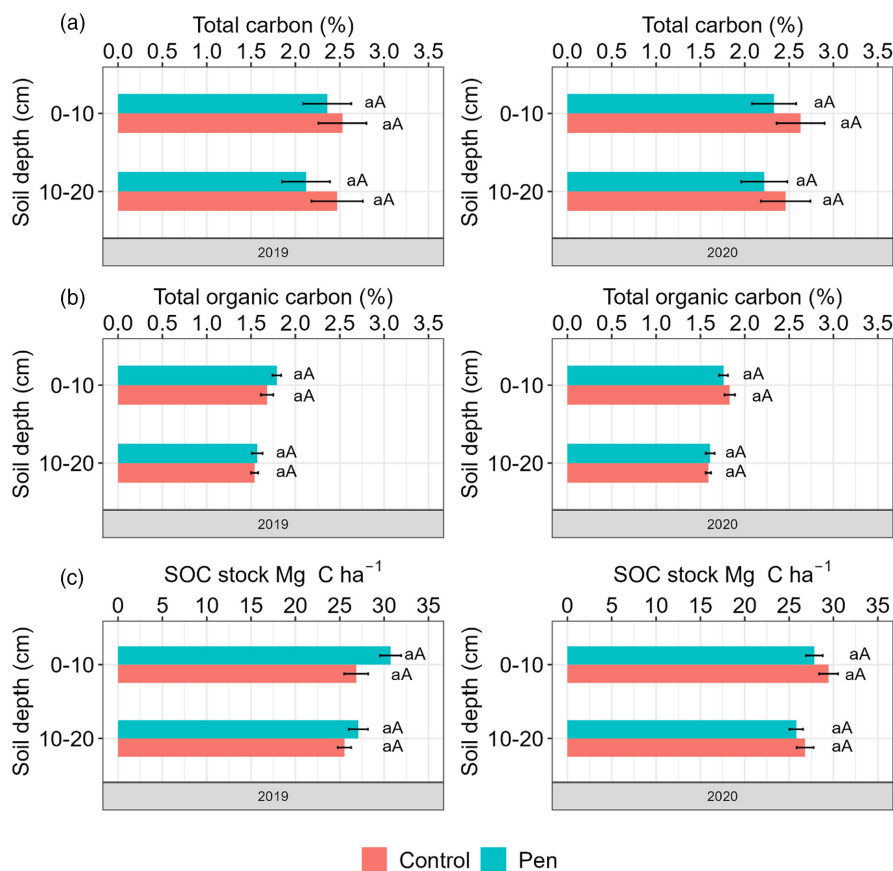 (a) Total carbon (%) Total carbon (%)
0.0 0.5 1.0 1.5 2.0 2.5 3.0 3.5 0.0 0.5 1.0 1.5 2.0 2.5 3.0 3.5
Soil depth (cm) Soil depth (cm)
0−10 aA aA 0−10 aA aA
10−20 aA aA 10−20 aA aA
2019 2020
(b) Total organic carbon (%) Total organic carbon (%)
0.0 0.5 1.0 1.5 2.0 2.5 3.0 3.5 0.0 0.5 1.0 1.5 2.0 2.5 3.0 3.5
Soil depth (cm) Soil depth (cm)
0−10 aA aA 0−10 aA aA
10−20 aA aA 10−20 aA aA
2019 2020
(c) SOC stock Mg C ha⁻¹ SOC stock Mg C ha⁻¹
0 5 10 15 20 25 30 35 0 5 10 15 20 25 30 35
Soil depth (cm) Soil depth (cm)
0−10 aA aA 0−10 aA aA
10−20 aA aA 10−20 aA aA
2019 2020
Control Pen